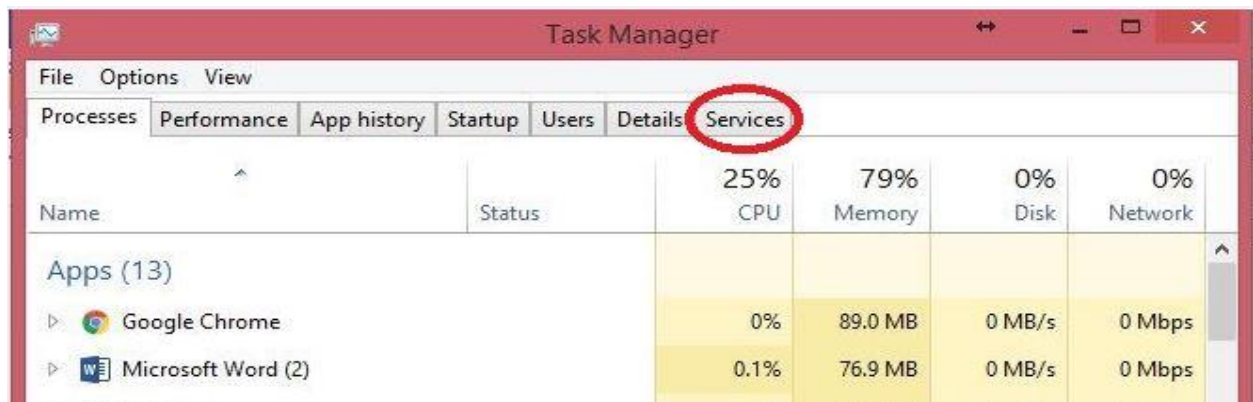 Task Manager
File Options View
Processes Performance App history Startup Users Details Services
25% 79% 0% 0%
Name Status CPU Memory Disk Network
Apps (13)
Google Chrome 0% 89.0 MB 0 MB/s 0 Mbps
Microsoft Word (2) 0.1% 76.9 MB 0 MB/s 0 Mbps